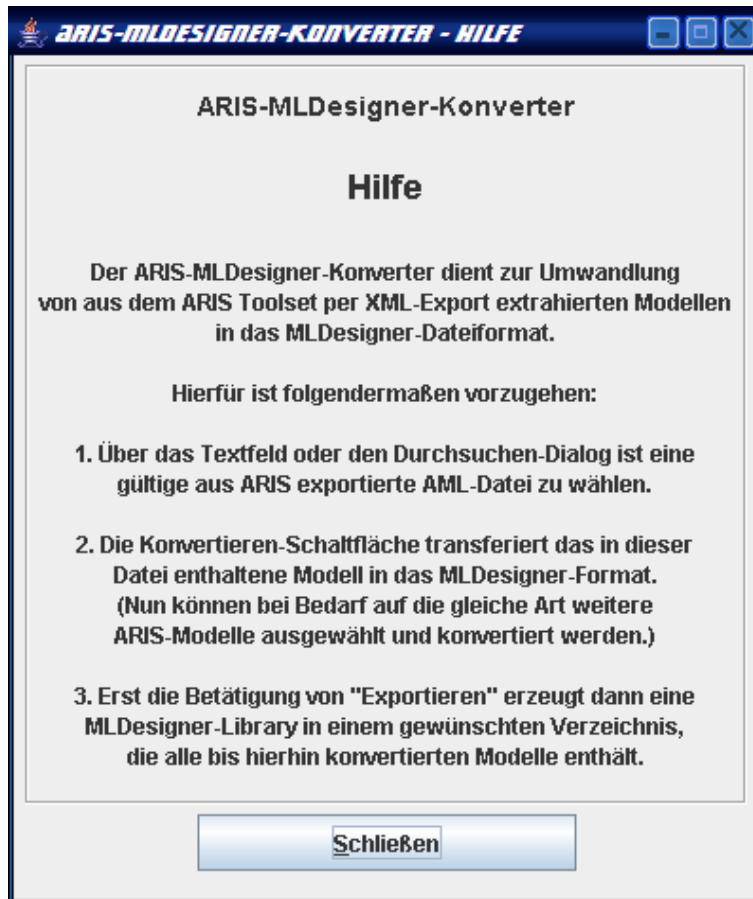 ARIS-MLDESIGNER-KONVERTER - HILFE
ARIS-MLDesigner-Konverter
Hilfe
Der ARIS-MLDesigner-Konverter dient zur Umwandlung
von aus dem ARIS Toolset per XML-Export extrahierten Modellen
in das MLDesigner-Dateiformat.
Hierfür ist folgendermaßen vorzugehen:
1. Über das Textfeld oder den Durchsuchen-Dialog ist eine
gültige aus ARIS exportierte AML-Datei zu wählen.
2. Die Konvertieren-Schaltfläche transferiert das in dieser
Datei enthaltene Modell in das MLDesigner-Format.
(Nun können bei Bedarf auf die gleiche Art weitere
ARIS-Modelle ausgewählt und konvertiert werden.)
3. Erst die Betätigung von "Exportieren" erzeugt dann eine
MLDesigner-Library in einem gewünschten Verzeichnis,
die alle bis hierhin konvertierten Modelle enthält.
Schließen